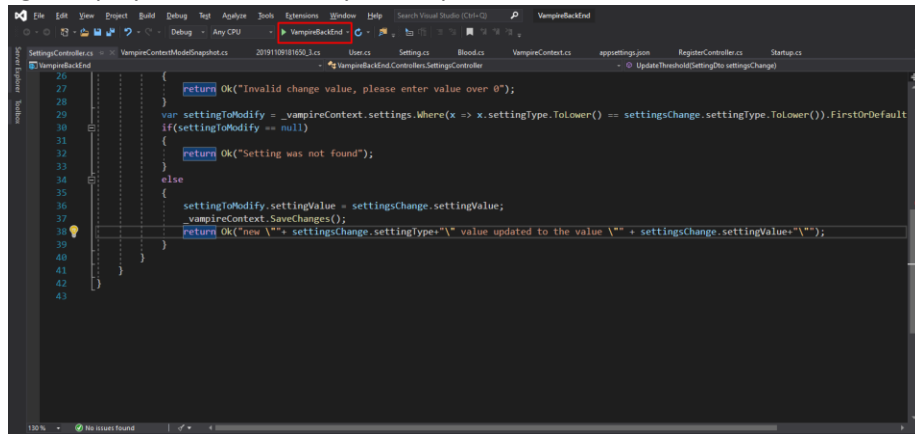 File Edit View Project Build Debug Test Analyze Tools Extensions Window Help Search Visual Studio (Ctrl+Q) VampireBackEnd
Debug Any CPU VampireBackEnd
SettingsController.cs VampireContextModelSnapshot.cs 20191109181650_3.cs User.cs Setting.cs Blood.cs VampireContext.cs appsettings.json RegisterController.cs Startup.cs
VampireBackEnd VampireBackEnd.Controllers.SettingsController UpdateThreshold(SettingDto settingsChange)
Server Explorer
Toolbox
26 {
27 return Ok("Invalid change value, please enter value over 0");
28 }
29 var settingToModify = _vampireContext.settings.Where(x => x.settingType.ToLower() == settingsChange.settingType.ToLower()).FirstOrDefault
30 if(settingToModify == null)
31 {
32 return Ok("Setting was not found");
33 }
34 else
35 {
36 settingToModify.settingValue = settingsChange.settingValue;
37 _vampireContext.SaveChanges();
38 return Ok("new \""+ settingsChange.settingType+"\" value updated to the value \"" + settingsChange.settingValue+"\"");
39 }
40 }
41 }
42 }
43
130 % No issues found